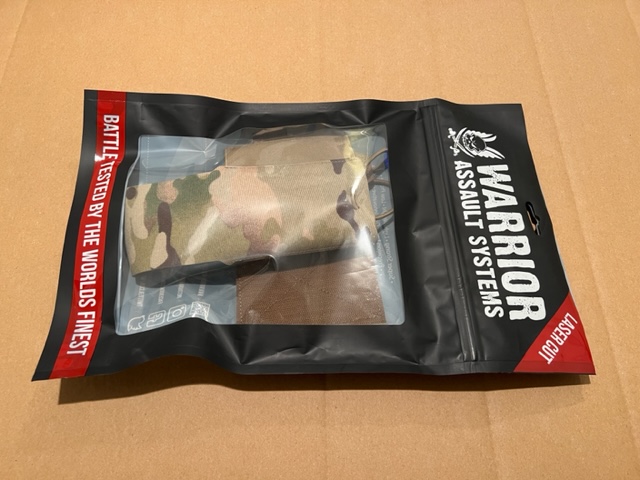 WARRIOR
ASSAULT SYSTEMS
LASER CUT
BATTLE TESTED BY THE WORLDS FINEST